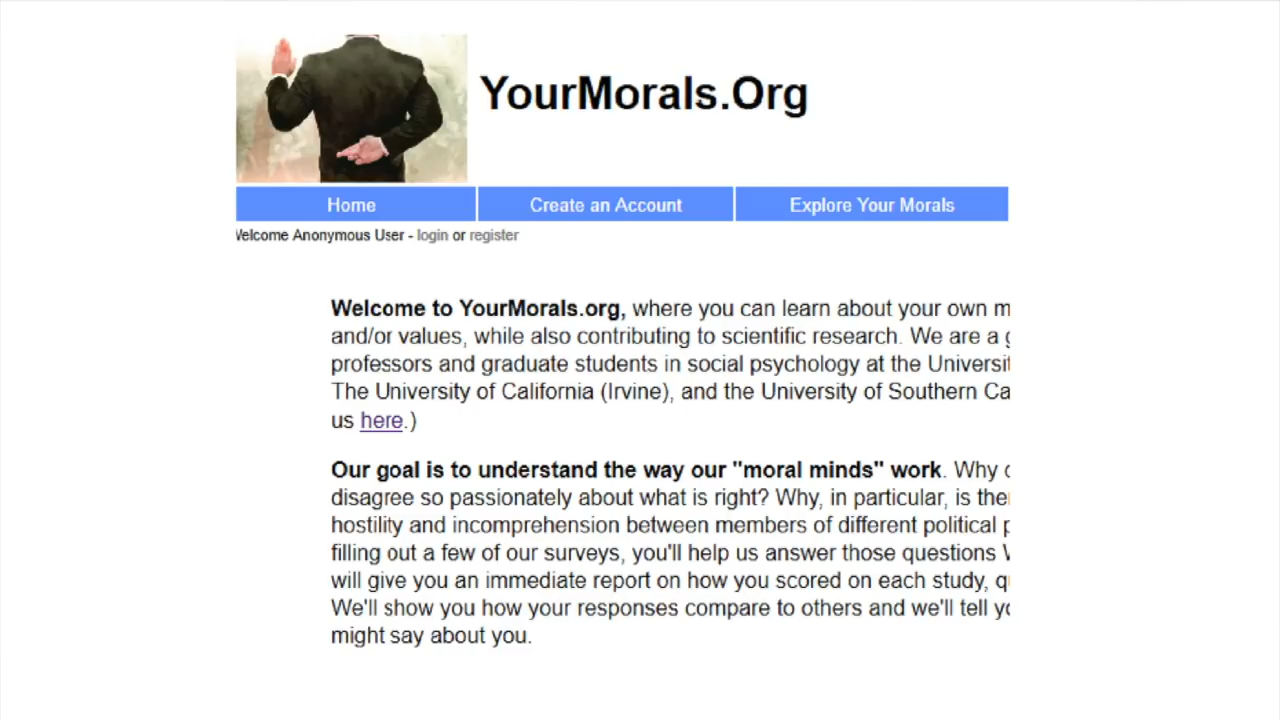 YourMorals.Org
Home Create an Account Explore Your Morals
Welcome Anonymous User - login or register
Welcome to YourMorals.org, where you can learn about your own
and/or values, while also contributing to scientific research. We are a
professors and graduate students in social psychology at the
The University of California (Irvine), and the University of Southern
us here.)
Our goal is to understand the way our "moral minds" work. Why
disagree so passionately about what is right? Why, in particular, is
hostility and incomprehension between members of different political
filling out a few of our surveys, you'll help us answer those questions
will give you an immediate report on how you scored on each study,
We'll show you how your responses compare to others and we'll tell
might say about you.